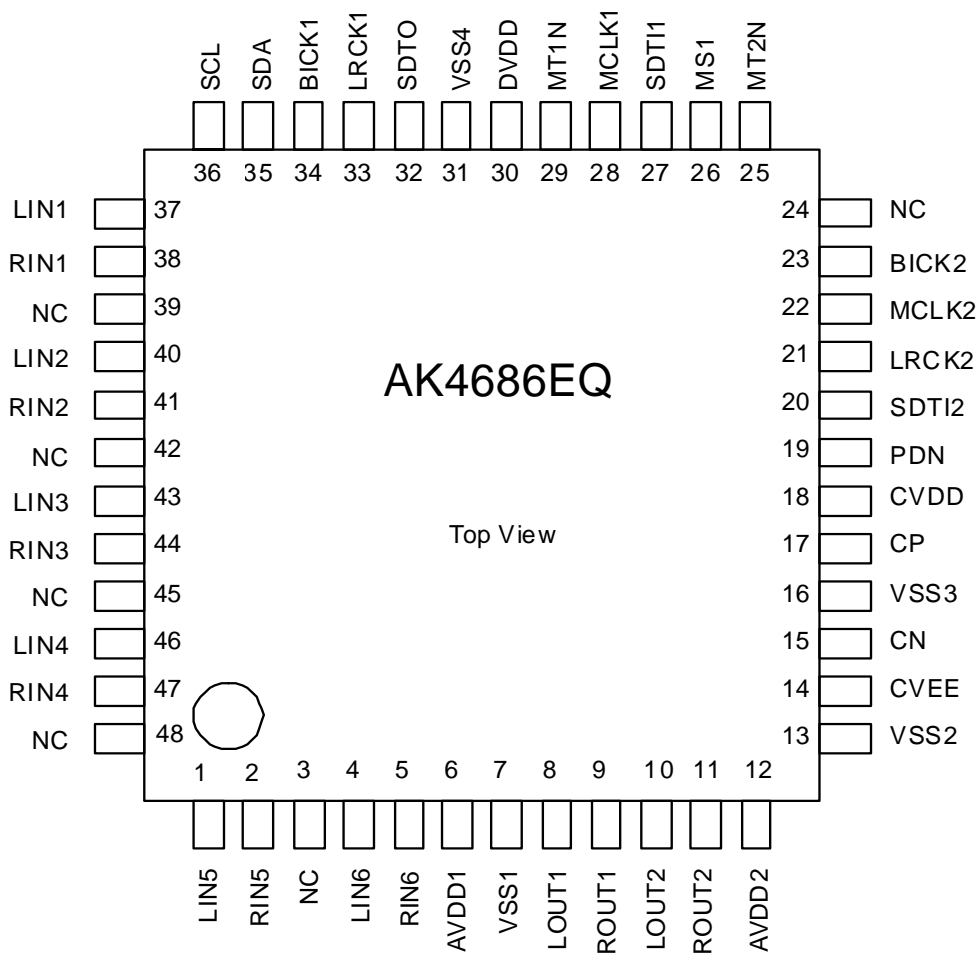 SCL SDA BICK1 LRCK1 SDTO VSS4 DVDD MT1N MCLK1 SDTI1 MS1 MT2N
36 35 34 33 32 31 30 29 28 27 26 25
LIN1 37 24 NC
RIN1 38 23 BICK2
NC 39 22 MCLK2
LIN2 40 21 LRCK2
AK4686EQ
RIN2 41 20 SDTI2
NC 42 19 PDN
LIN3 43 18 CVDD
Top View
RIN3 44 17 CP
NC 45 16 VSS3
LIN4 46 15 CN
RIN4 47 14 CVEE
NC 48 13 VSS2
1 2 3 4 5 6 7 8 9 10 11 12
LIN5 RIN5 NC LIN6 RIN6 AVDD1 VSS1 LOUT1 ROUT1 LOUT2 ROUT2 AVDD2